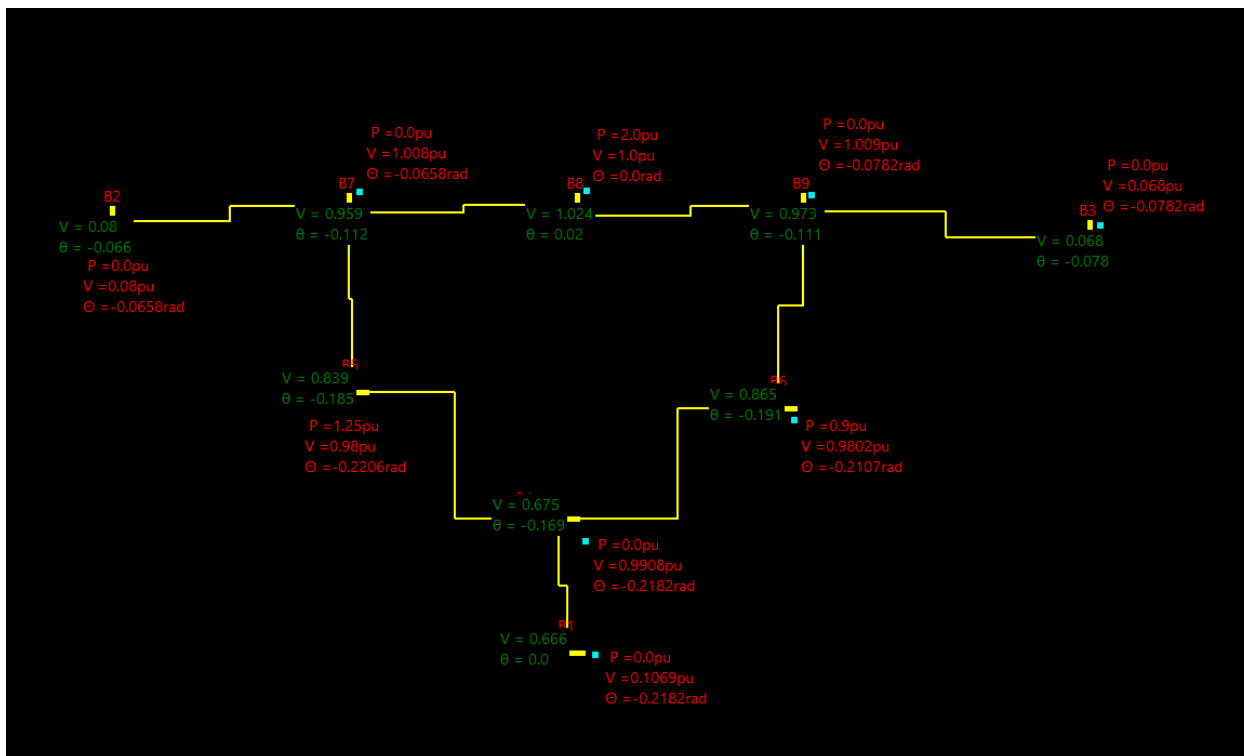 P =0.0pu
V =1.008pu
Θ =-0.0658rad
B7
V = 0.959
θ = -0.112
P =2.0pu
V =1.0pu
Θ =0.0rad
B8
V = 1.024
θ = 0.02
P =0.0pu
V =1.009pu
Θ =-0.0782rad
B9
V = 0.973
θ = -0.111
P =0.0pu
V =0.068pu
Θ =-0.0782rad
B3
V = 0.068
θ = -0.078
B2
V = 0.08
θ = -0.066
P =0.0pu
V =0.08pu
Θ =-0.0658rad
B5
V = 0.839
θ = -0.185
P =1.25pu
V =0.98pu
Θ =-0.2206rad
B6
V = 0.865
θ = -0.191
P =0.9pu
V =0.9802pu
Θ =-0.2107rad
V = 0.675
θ = -0.169
P =0.0pu
V =0.9908pu
Θ =-0.2182rad
B1
V = 0.666
θ = 0.0
P =0.0pu
V =0.1069pu
Θ =-0.2182rad